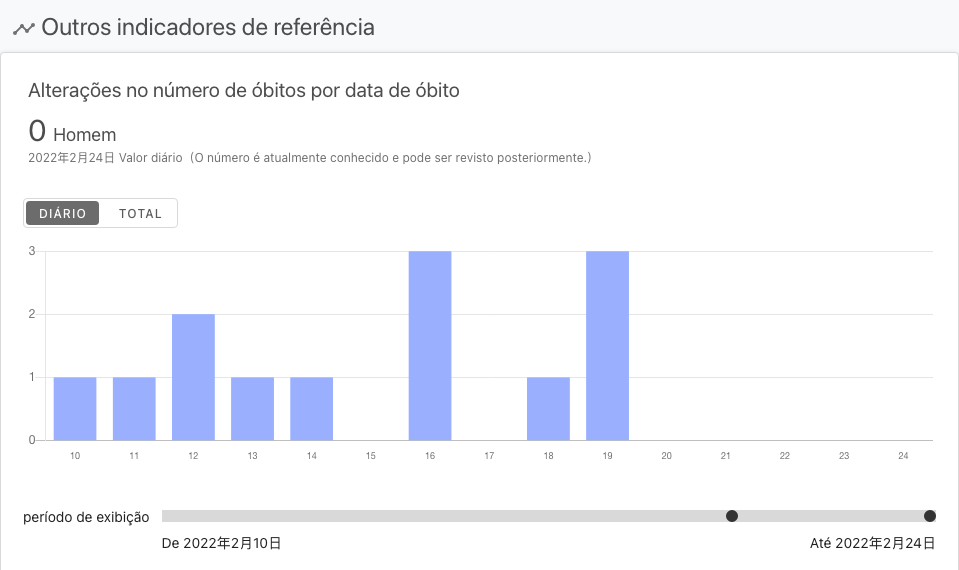 Outros indicadores de referência
Alterações no número de óbitos por data de óbito
0 Homem
2022年2月24日 Valor diário（O número é atualmente conhecido e pode ser revisto posteriormente.）
DIÁRIO TOTAL
3
2
1
0
10 11 12 13 14 15 16 17 18 19 20 21 22 23 24
período de exibição
De 2022年2月10日 Até 2022年2月24日